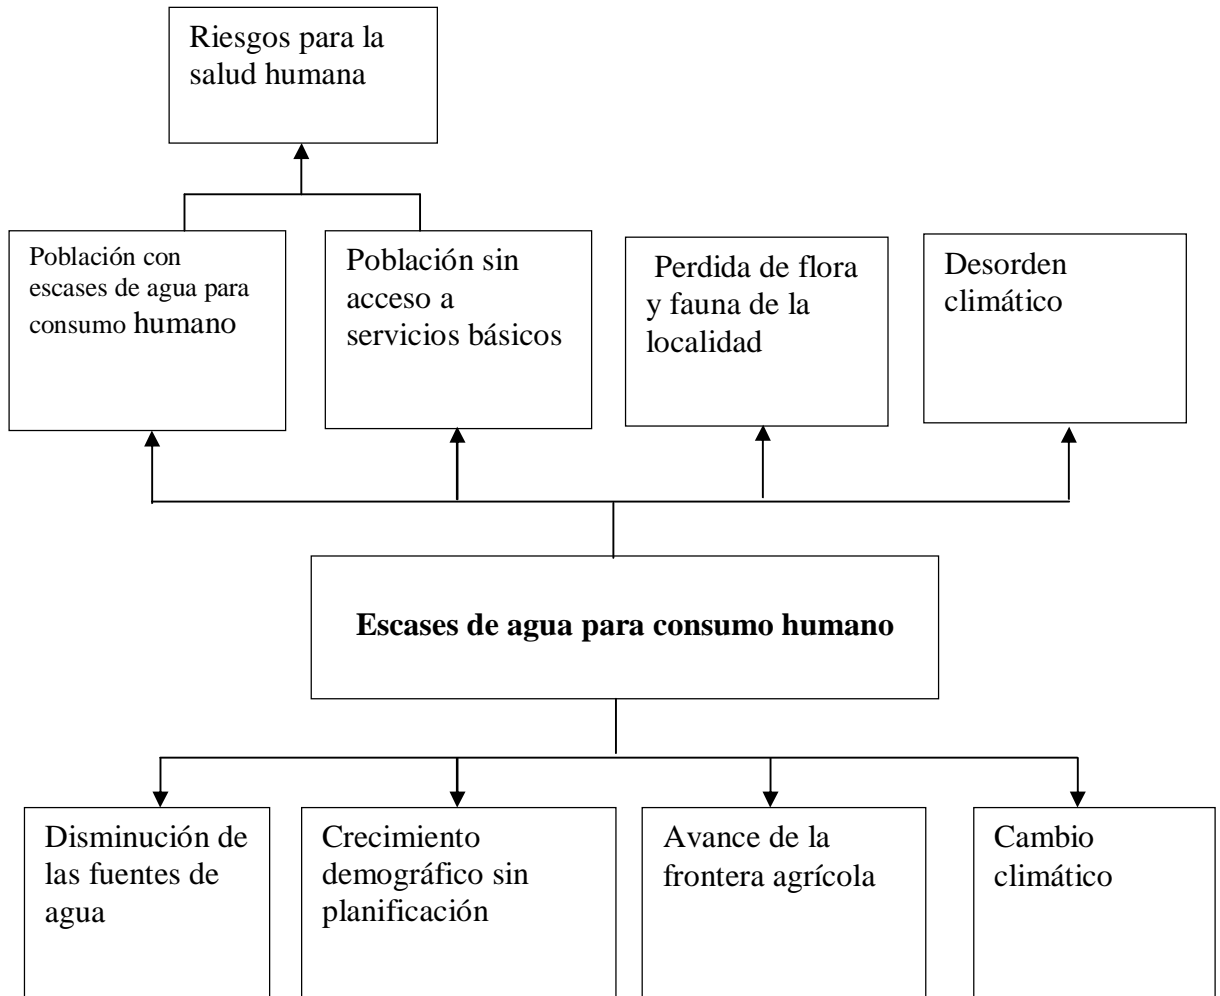 Riesgos para la
salud humana
Población con
escases de agua para
consumo humano
Población sin
acceso a
servicios básicos
Perdida de flora
y fauna de la
localidad
Desorden
climático
Escases de agua para consumo humano
Disminución de
las fuentes de
agua
Crecimiento
demográfico sin
planificación
Avance de la
frontera agrícola
Cambio
climático